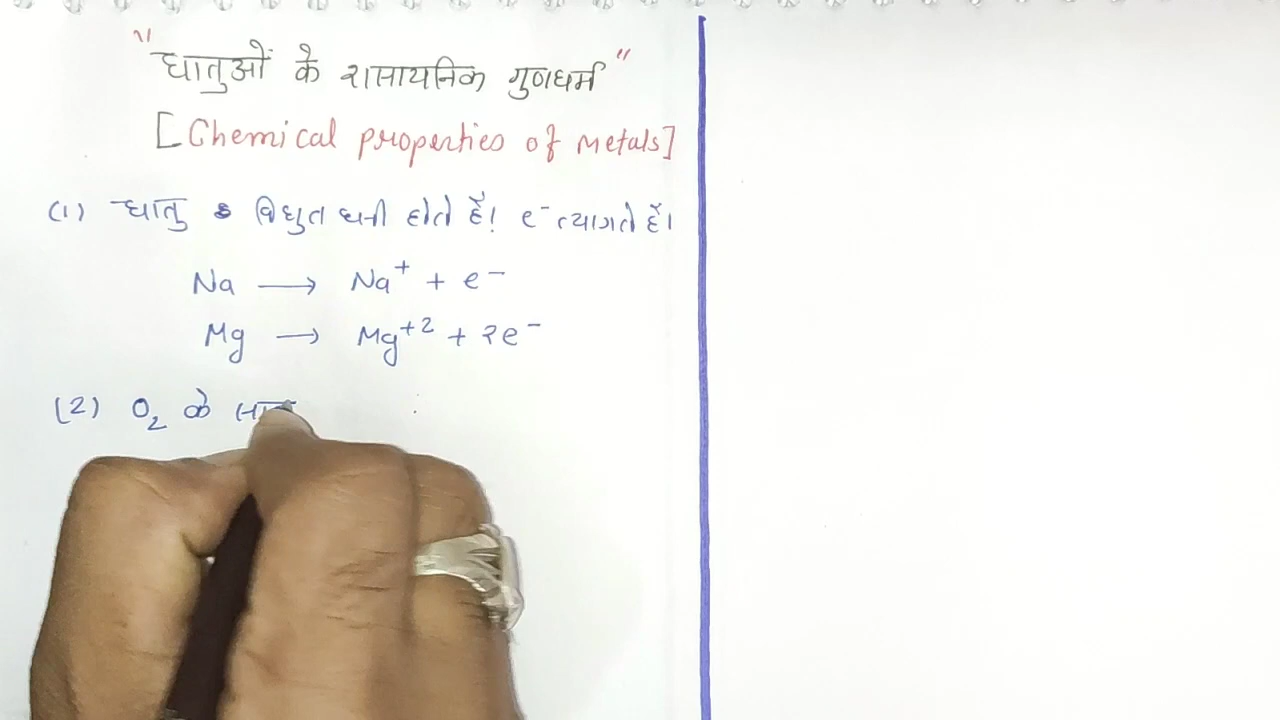 "धातुओं के रासायनिक गुणधर्म"
[Chemical properties of Metals]
(1) धातु विद्युत धनी होते हैं! e⁻ त्यागते हैं।
Na ⟶ Na⁺ + e⁻
Mg ⟶ Mg⁺² + 2e⁻
(2) O₂ के